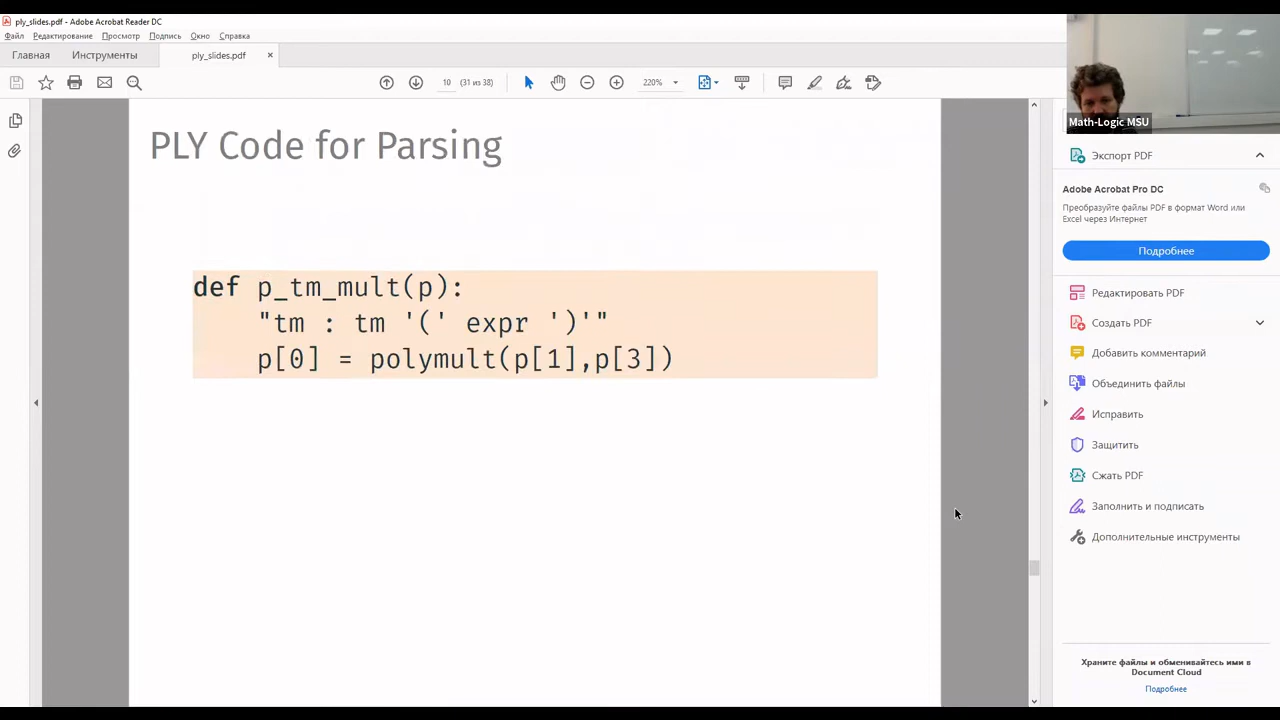 ply_slides.pdf - Adobe Acrobat Reader DC
Файл Редактирование Просмотр Подпись Окно Справка
Главная Инструменты ply_slides.pdf ×
10 (31 из 38) 220%
Math-Logic MSU
PLY Code for Parsing
def p_tm_mult(p):
"tm : tm '(' expr ')'"
p[0] = polymult(p[1],p[3])
Экспорт PDF
Adobe Acrobat Pro DC
Преобразуйте файлы PDF в формат Word или
Excel через Интернет
Подробнее
Редактировать PDF
Создать PDF
Добавить комментарий
Объединить файлы
Исправить
Защитить
Сжать PDF
Заполнить и подписать
Дополнительные инструменты
Храните файлы и обменивайтесь ими в
Document Cloud
Подробнее